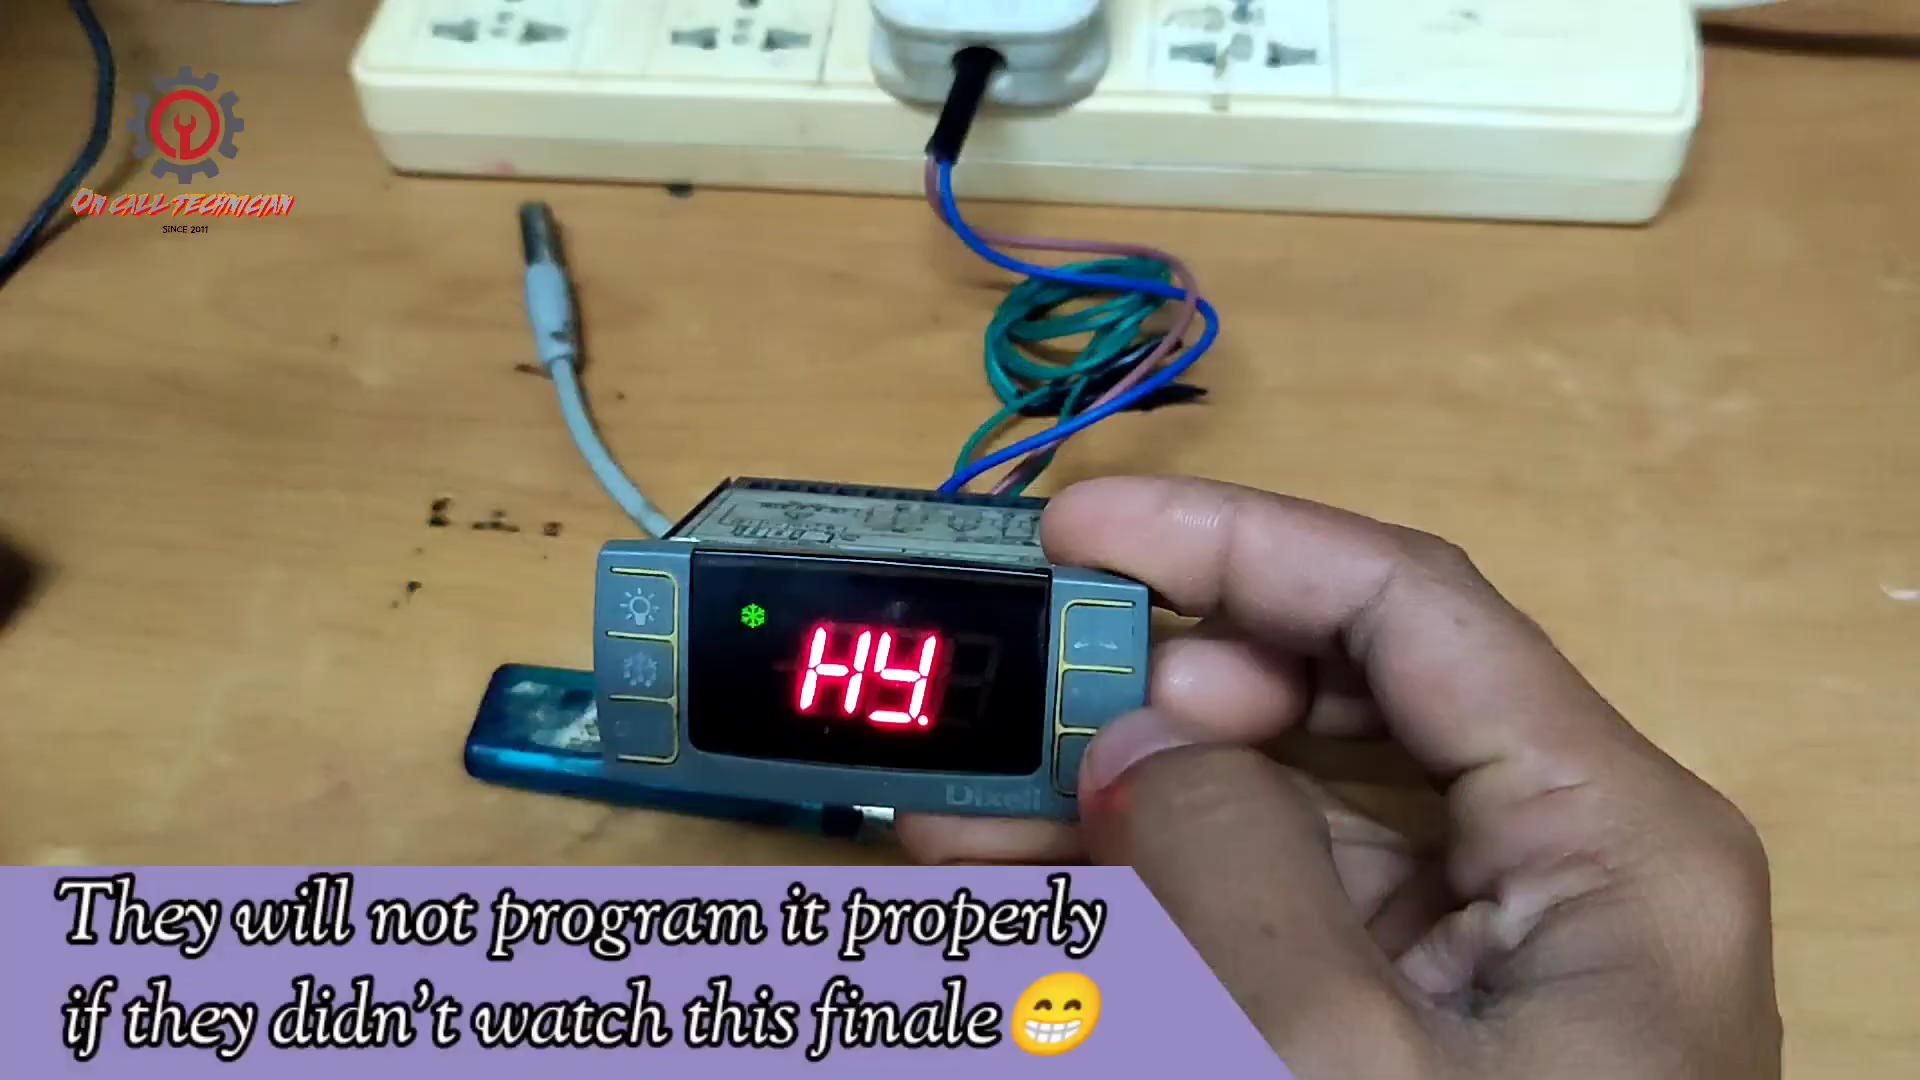 On call technician
SINCE 2011
Hy.
Dixell
They will not program it properly
if they didn't watch this finale😁